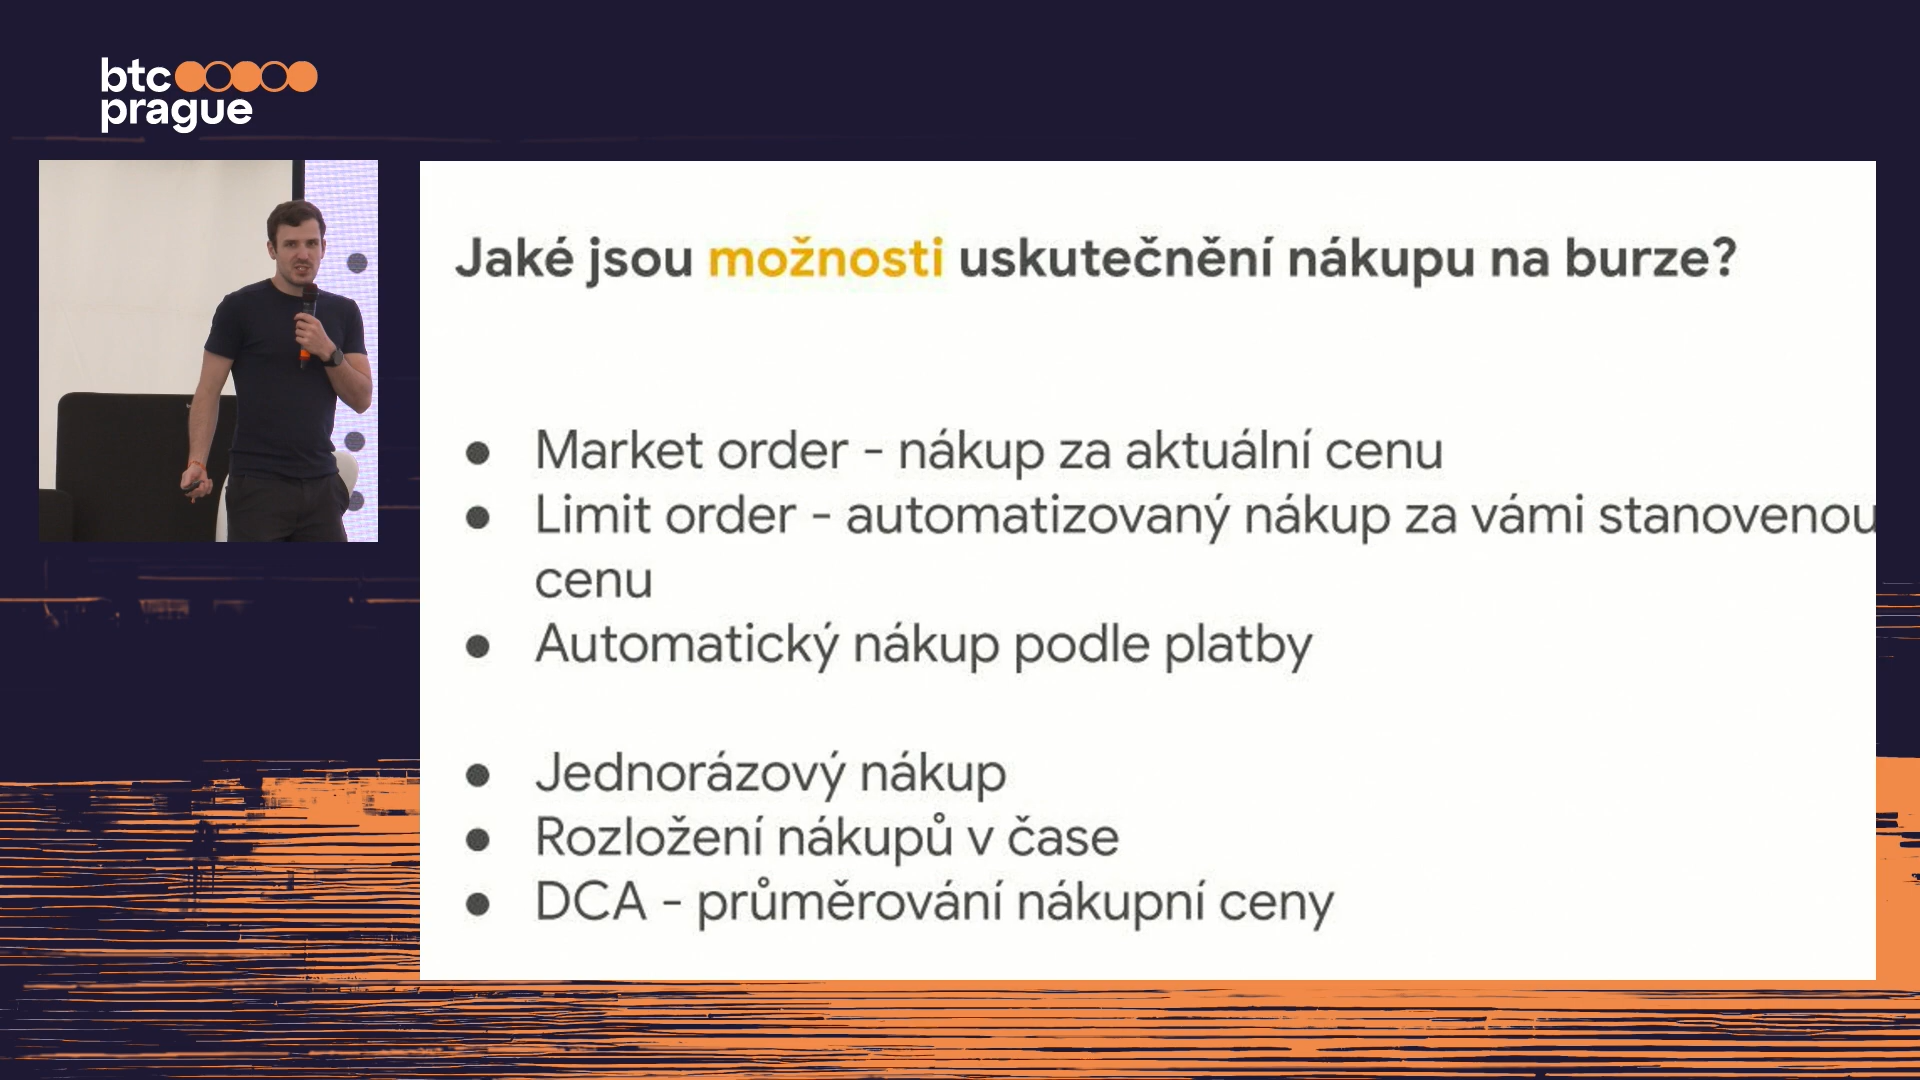 btc
prague
Jaké jsou možnosti uskutečnění nákupu na burze?
● Market order - nákup za aktuální cenu
● Limit order - automatizovaný nákup za vámi stanovenou
cenu
● Automatický nákup podle platby
● Jednorázový nákup
● Rozložení nákupů v čase
● DCA - průměrování nákupní ceny